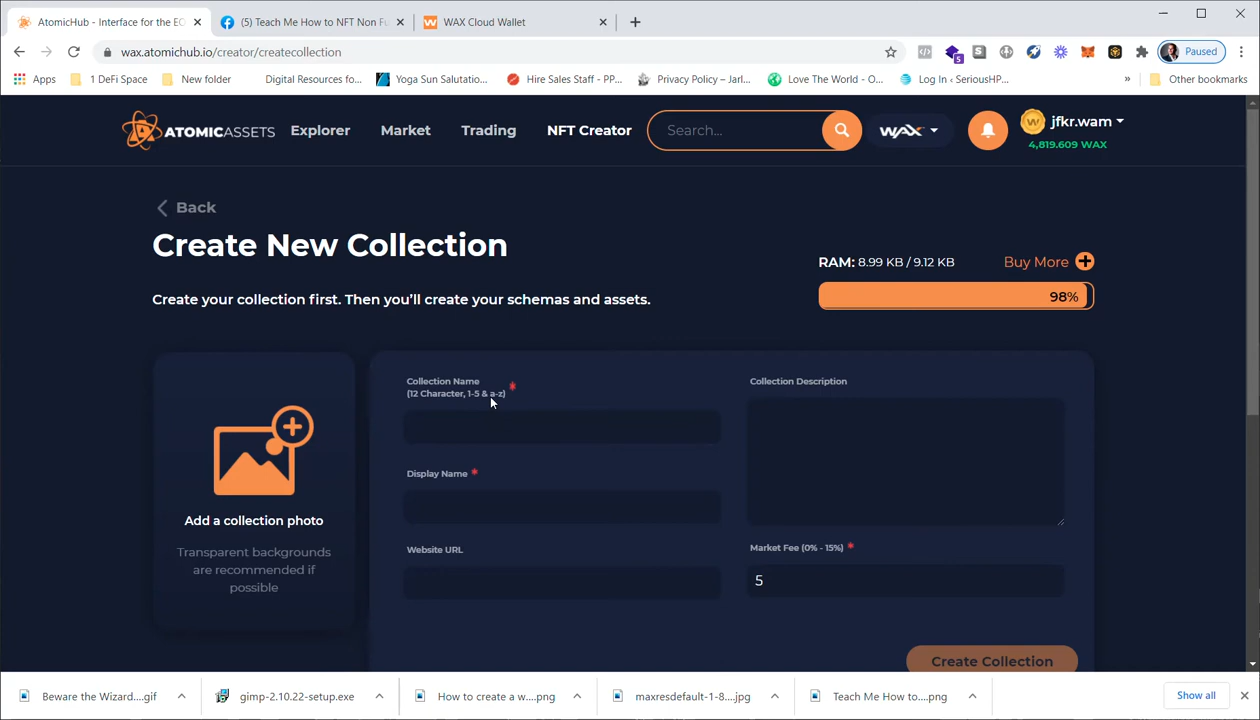 AtomicHub - Interface for the EO
(5) Teach Me How to NFT Non Fu
WAX Cloud Wallet
wax.atomichub.io/creator/createcollection
5
Paused
Apps
1 DeFi Space
New folder
Digital Resources fo...
Yoga Sun Salutatio...
Hire Sales Staff - PP...
Privacy Policy – Jarl...
Love The World - O...
Log In ‹ SeriousHP...
»
Other bookmarks
ATOMICASSETS
Explorer
Market
Trading
NFT Creator
Search...
WAX
jfkr.wam
4,819.609 WAX
Back
Create New Collection
RAM: 8.99 KB / 9.12 KB
Buy More
Create your collection first. Then you'll create your schemas and assets.
98%
Add a collection photo
Transparent backgrounds
are recommended if
possible
Collection Name
(12 Character, 1-5 & a-z) *
Display Name *
Website URL
Collection Description
Market Fee (0% - 15%) *
5
Create Collection
Beware the Wizard....gif
gimp-2.10.22-setup.exe
How to create a w....png
maxresdefault-1-8....jpg
Teach Me How to....png
Show all